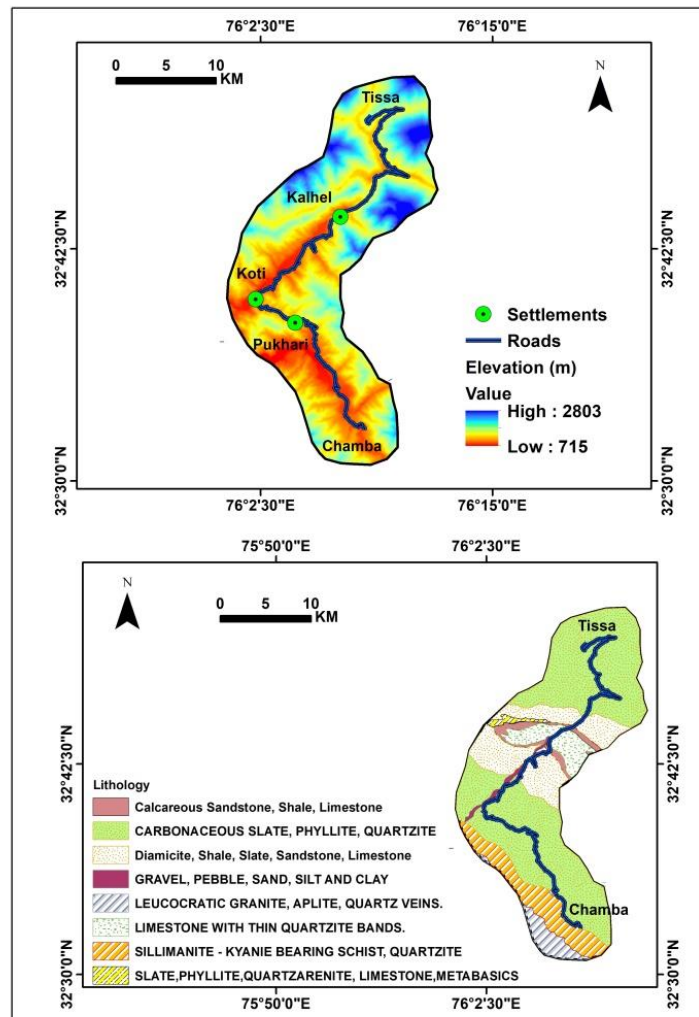 76°2'30"E 76°15'0"E
0 5 10
KM
N
Tissa
Kalhel
Koti
Pukhari
Chamba
32°42'30"N 32°42'30"N
32°30'0"N 32°30'0"N
Settlements
Roads
Elevation (m)
Value
High : 2803
Low : 715
76°2'30"E 76°15'0"E
75°50'0"E 76°2'30"E
N
0 5 10
KM
Tissa
Chamba
32°42'30"N 32°42'30"N
32°30'0"N 32°30'0"N
Lithology
Calcareous Sandstone, Shale, Limestone
CARBONACEOUS SLATE, PHYLLITE, QUARTZITE
Diamicite, Shale, Slate, Sandstone, Limestone
GRAVEL, PEBBLE, SAND, SILT AND CLAY
LEUCOCRATIC GRANITE, APLITE, QUARTZ VEINS.
LIMESTONE WITH THIN QUARTZITE BANDS.
SILLIMANITE - KYANIE BEARING SCHIST, QUARTZITE
SLATE,PHYLLITE,QUARTZARENITE, LIMESTONE,METABASICS
75°50'0"E 76°2'30"E